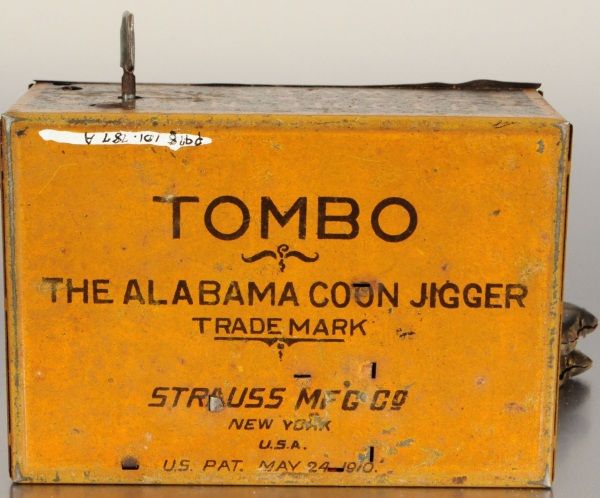 TOMBO
THE ALABAMA COON JIGGER
TRADE MARK
STRAUSS MFG Co
NEW YORK
U.S.A.
U.S. PAT. MAY 24 1910.